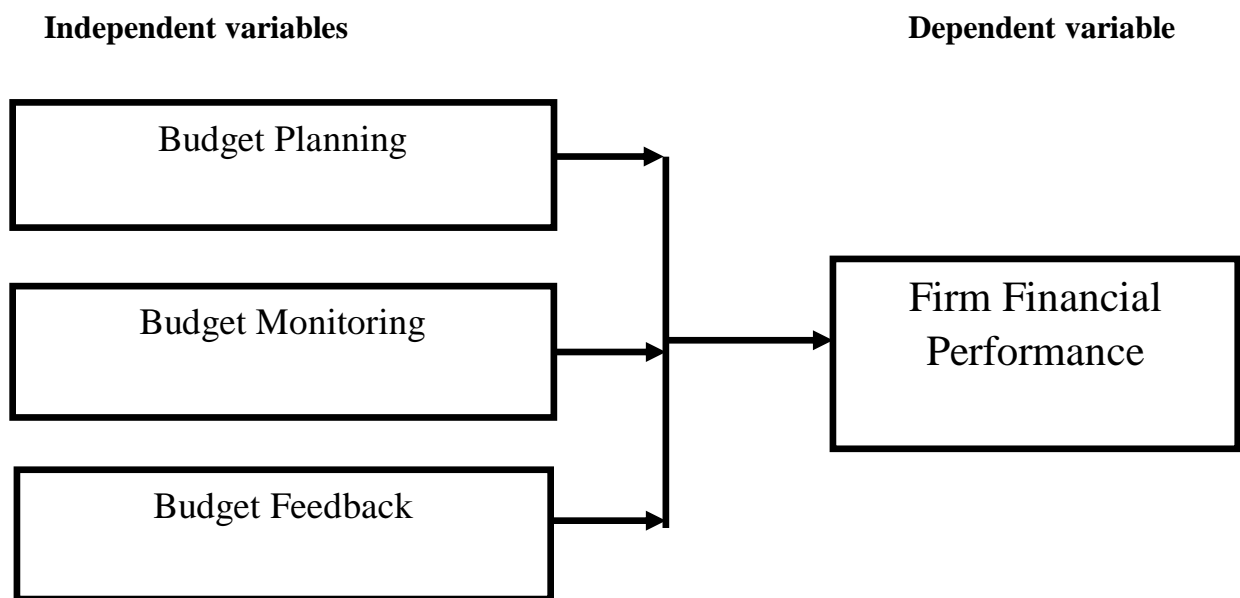 Independent variables
Dependent variable
Budget Planning
Budget Monitoring
Budget Feedback
Firm Financial
Performance